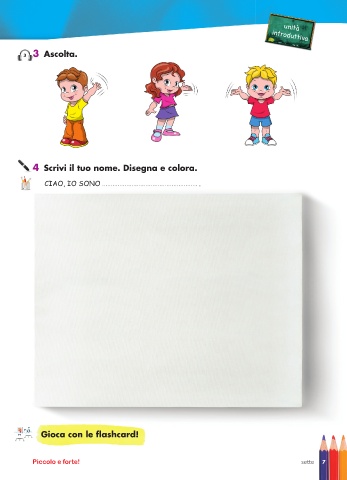 unità
introduttiva
3 Ascolta.
4 Scrivi il tuo nome. Disegna e colora.
CIAO, IO SONO ........................................
Gioca con le flashcard!
Piccolo e forte!
sette 7